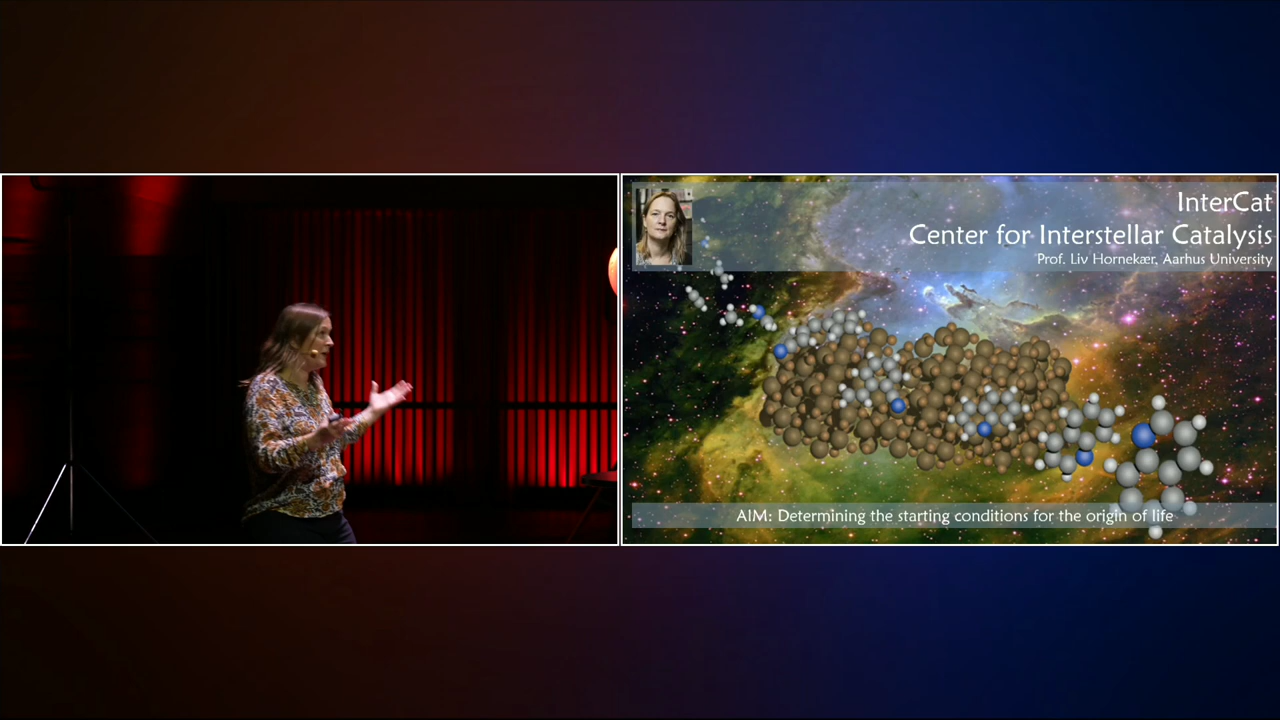 InterCat
Center for Interstellar Catalysis
Prof. Liv Hornekær, Aarhus University
AIM: Determining the starting conditions for the origin of life